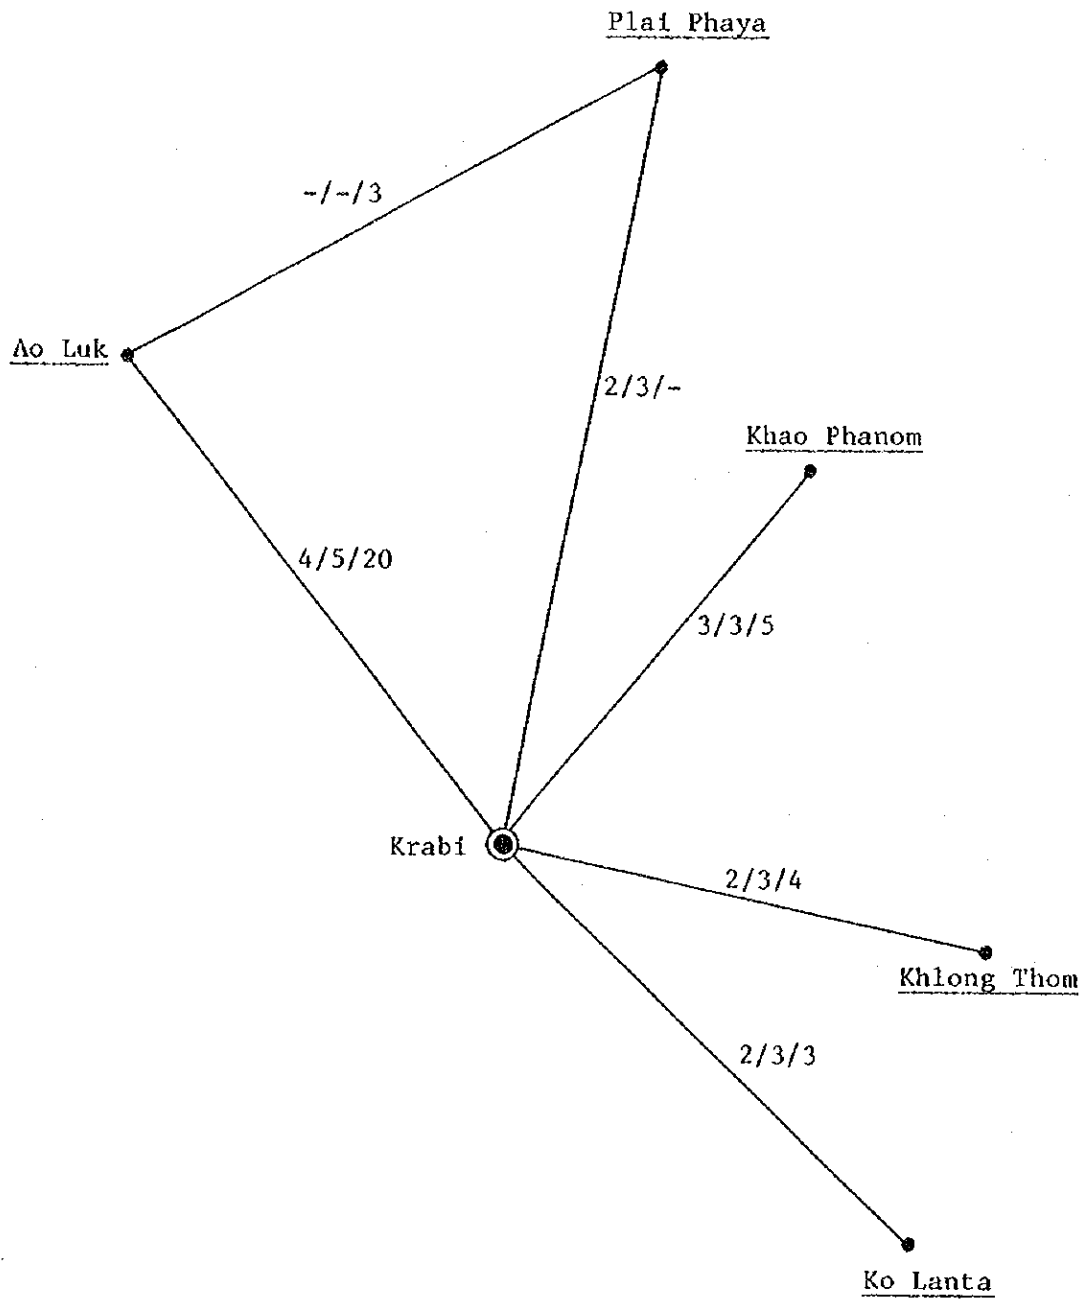 Plai Phaya
-/-/3
Ao Luk
2/3/-
Khao Phanom
4/5/20
3/3/5
Krabi
2/3/4
Khlong Thom
2/3/3
Ko Lanta